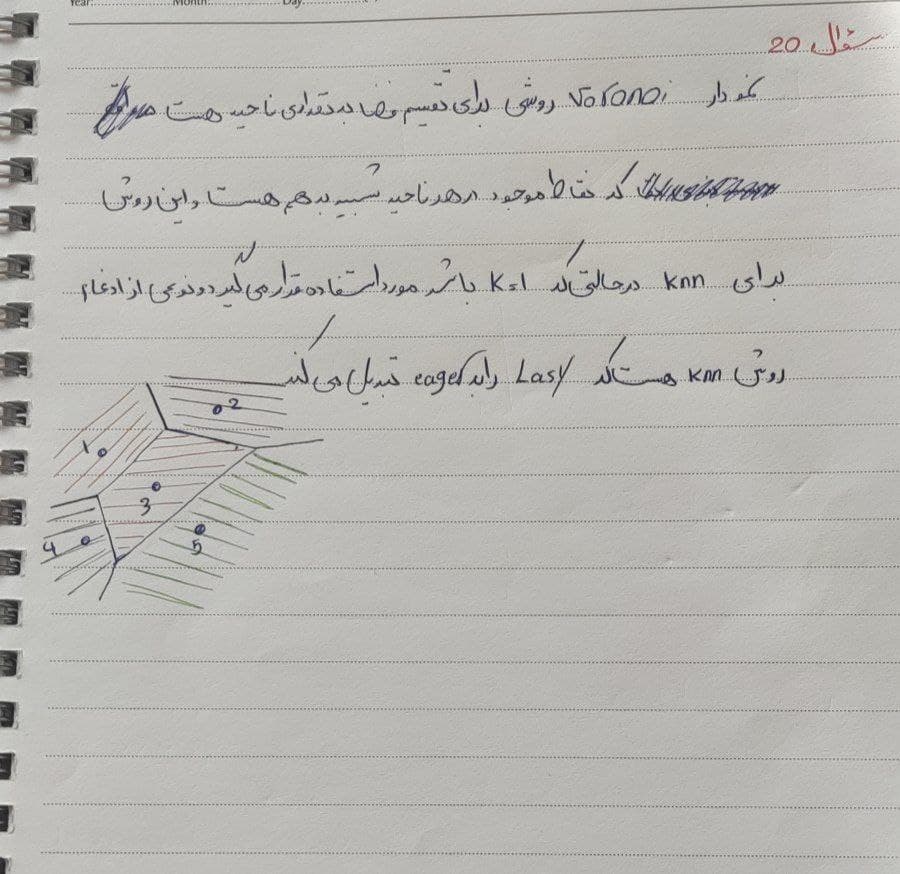 Year: Month: Day:
سؤال 20
نمودار Voronoi روشی برای تقسیم فضا به تعدادی ناحیه هست
که نقاط موجود در هر ناحیه شبیه به هم هست و این روش
برای knn در حالتی که K=1 باشد مورد استفاده قرار می گیرد و نوعی از ادغام
روش knn هست که Lasy را به eager تبدیل می کند
2
1
3
4
5